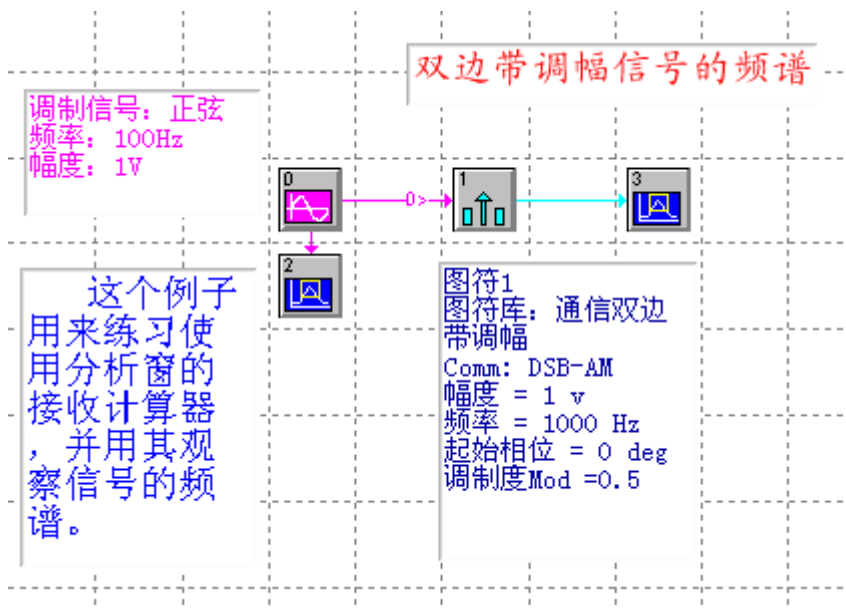 双边带调幅信号的频谱
调制信号：正弦
频率：100Hz
幅度：1V
0
0>
1
3
2
这个例子
用来练习使
用分析窗的
接收计算器
，并用其观
察信号的频
谱。
图符1
图符库：通信双边
带调幅
Comm: DSB-AM
幅度 = 1 v
频率 = 1000 Hz
起始相位 = 0 deg
调制度Mod =0.5